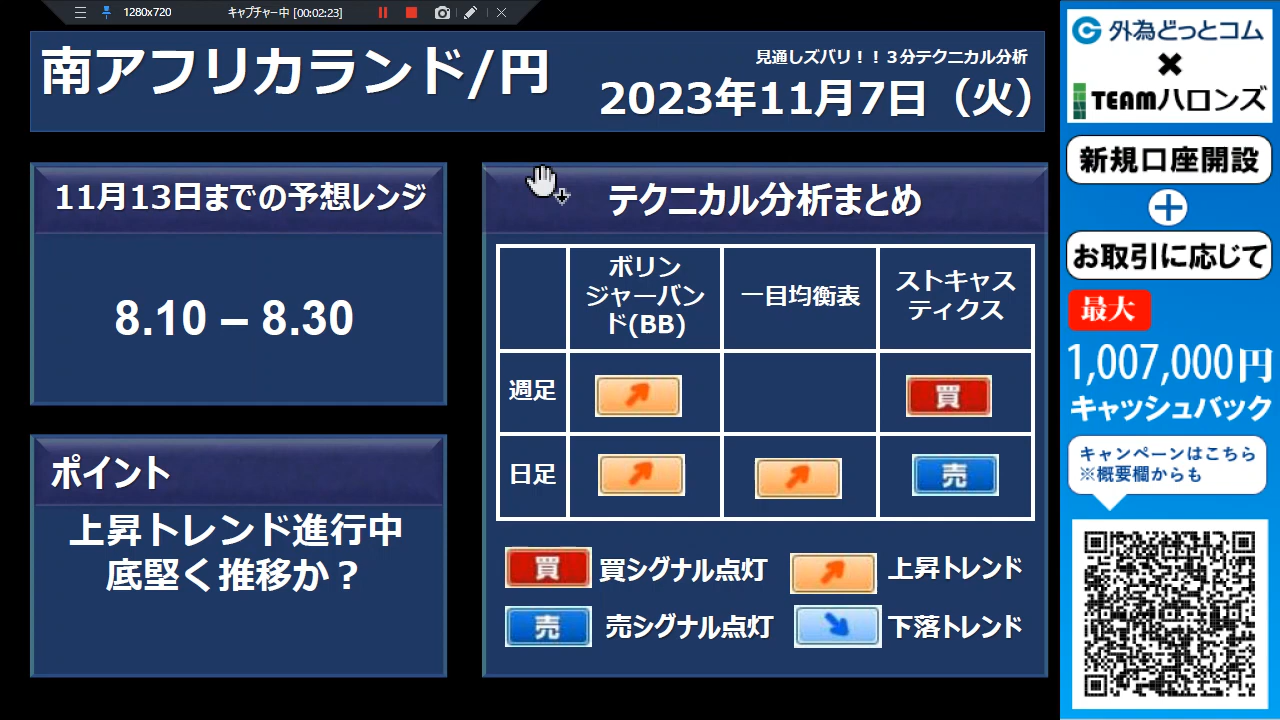 1280x720
キャプチャー中 [00:02:23]
南アフリカランド/円
見通しズバリ！！３分テクニカル分析
2023年11月7日（火）
11月13日までの予想レンジ
8.10 – 8.30
ポイント
上昇トレンド進行中
底堅く推移か？
テクニカル分析まとめ
ボリン
ジャーバン
ド(BB)
一目均衡表
ストキャス
ティクス
週足
買
日足
売
買 買シグナル点灯
上昇トレンド
売 売シグナル点灯
下落トレンド
外為どっとコム
×
TEAMハロンズ
新規口座開設
+
お取引に応じて
最大
1,007,000円
キャッシュバック
キャンペーンはこちら
※概要欄からも